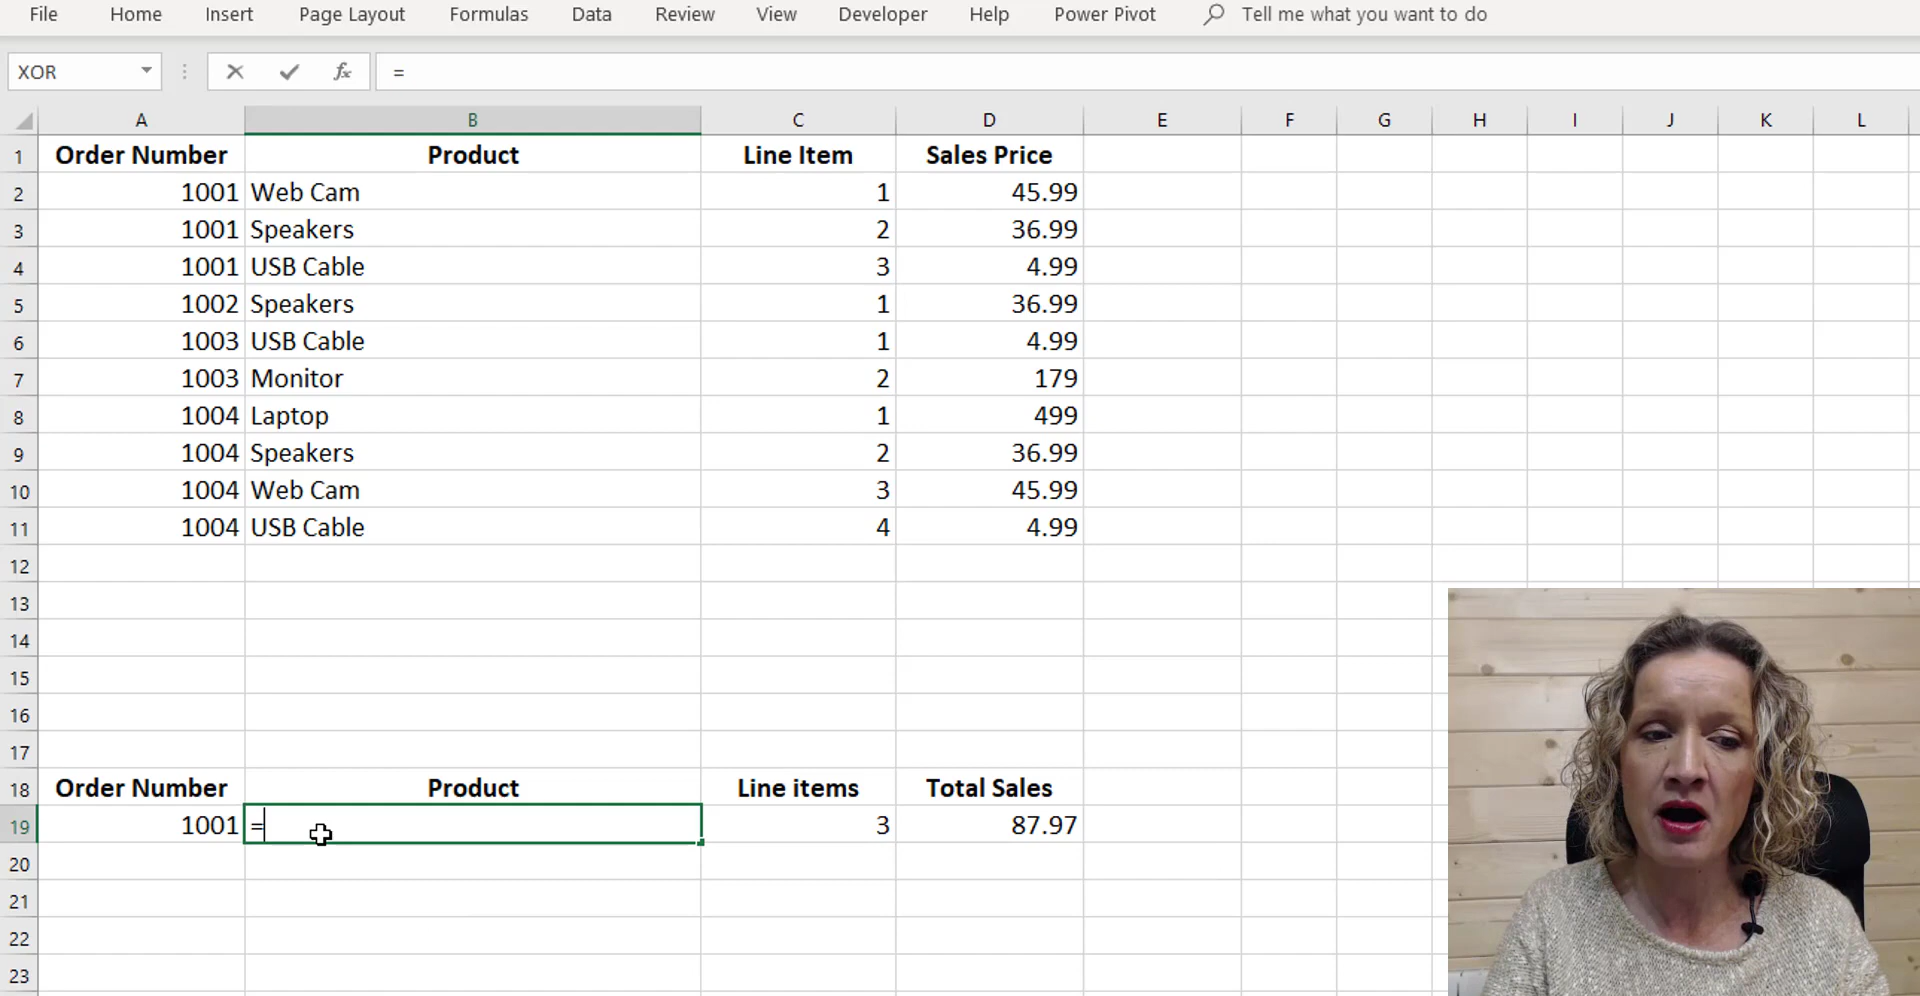 File Home Insert Page Layout Formulas Data Review View Developer Help Power Pivot Tell me what you want to do
XOR fx =
A B C D E F G H I J K L
1 Order Number Product Line Item Sales Price
2 1001 Web Cam 1 45.99
3 1001 Speakers 2 36.99
4 1001 USB Cable 3 4.99
5 1002 Speakers 1 36.99
6 1003 USB Cable 1 4.99
7 1003 Monitor 2 179
8 1004 Laptop 1 499
9 1004 Speakers 2 36.99
10 1004 Web Cam 3 45.99
11 1004 USB Cable 4 4.99
12
13
14
15
16
17
18 Order Number Product Line items Total Sales
19 1001 = 3 87.97
20
21
22
23